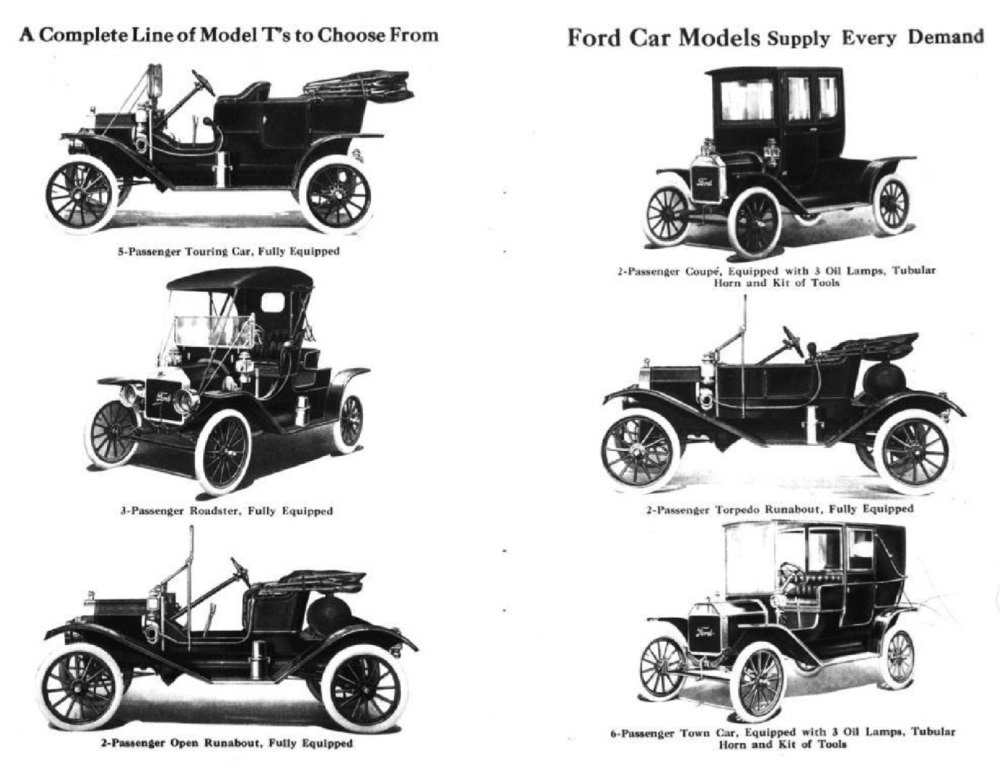 A Complete Line of Model T's to Choose From
5-Passenger Touring Car, Fully Equipped
Ford
3-Passenger Roadster, Fully Equipped
2-Passenger Open Runabout, Fully Equipped
Ford Car Models Supply Every Demand
Ford
2-Passenger Coupé, Equipped with 3 Oil Lamps, Tubular
Horn and Kit of Tools
2-Passenger Torpedo Runabout, Fully Equipped
Ford
6-Passenger Town Car, Equipped with 3 Oil Lamps, Tubular
Horn and Kit of Tools